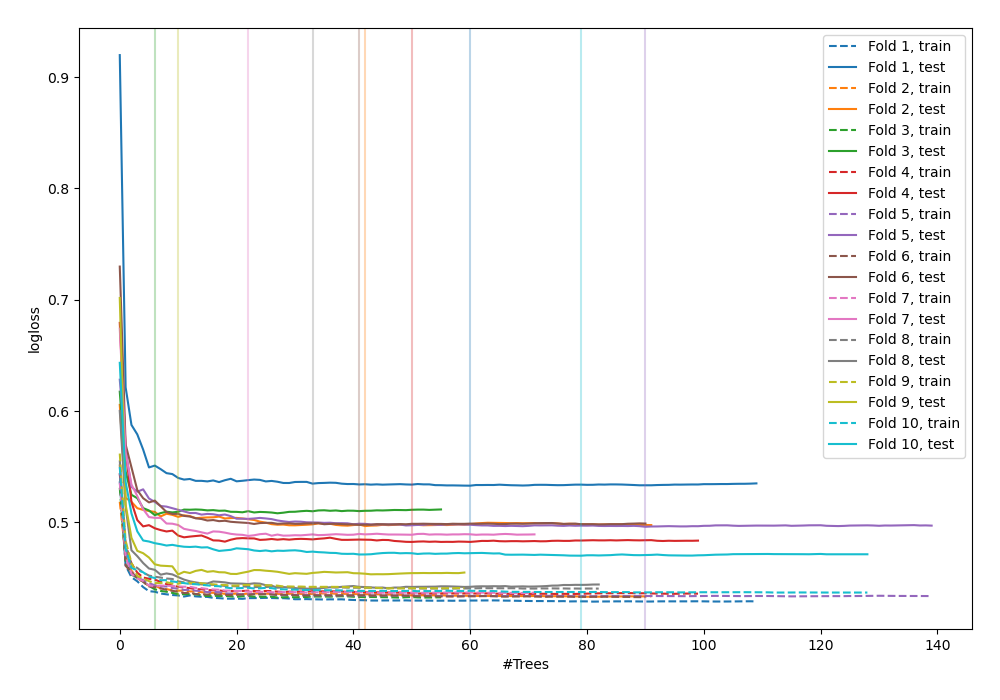 0.9
0.8
0.7
0.6
0.5
logloss
0
20
40
60
80
100
120
140
#Trees
Fold 1, train
Fold 1, test
Fold 2, train
Fold 2, test
Fold 3, train
Fold 3, test
Fold 4, train
Fold 4, test
Fold 5, train
Fold 5, test
Fold 6, train
Fold 6, test
Fold 7, train
Fold 7, test
Fold 8, train
Fold 8, test
Fold 9, train
Fold 9, test
Fold 10, train
Fold 10, test